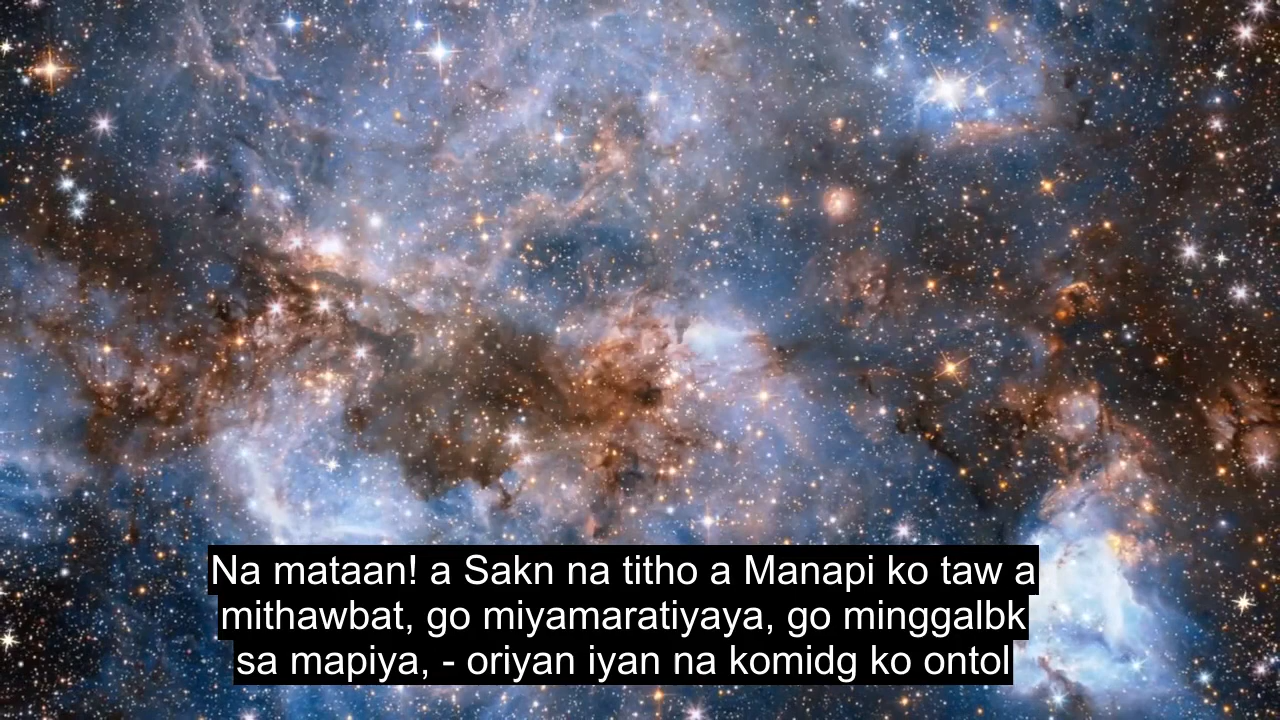 Na mataan! a Sakn na titho a Manapi ko taw a
mithawbat, go miyamaratiyaya, go minggalbk
sa mapiya, - oriyan iyan na komidg ko ontol